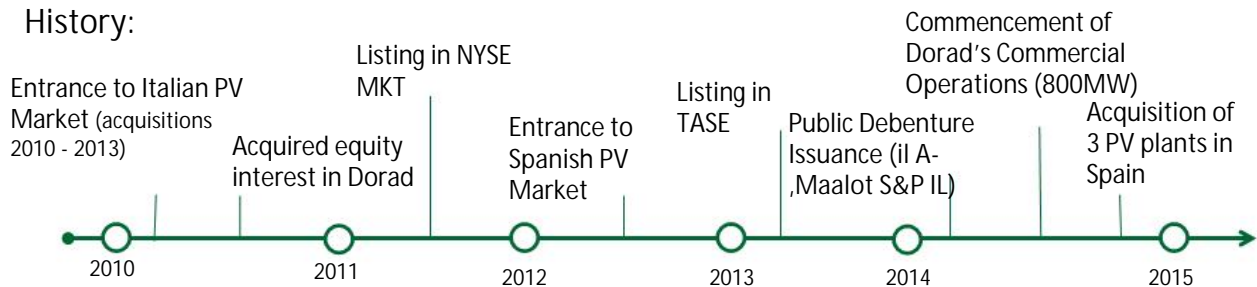 History:
Entrance to Italian PV
Market (acquisitions
2010 - 2013)
Acquired equity
interest in Dorad
Listing in NYSE
MKT
Entrance to
Spanish PV
Market
Listing in
TASE
Public Debenture
Issuance (il A-
,Maalot S&P IL)
Commencement of
Dorad's Commercial
Operations (800MW)
Acquisition of
3 PV plants in
Spain
2010
2011
2012
2013
2014
2015